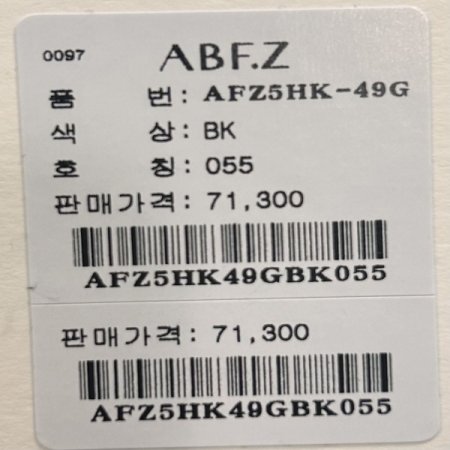 0097 ABF.Z
품 번: AFZ5HK-49G
색 상: BK
호 칭: 055
판매가격: 71,300
AFZ5HK49GBK055
판매가격: 71,300
AFZ5HK49GBK055